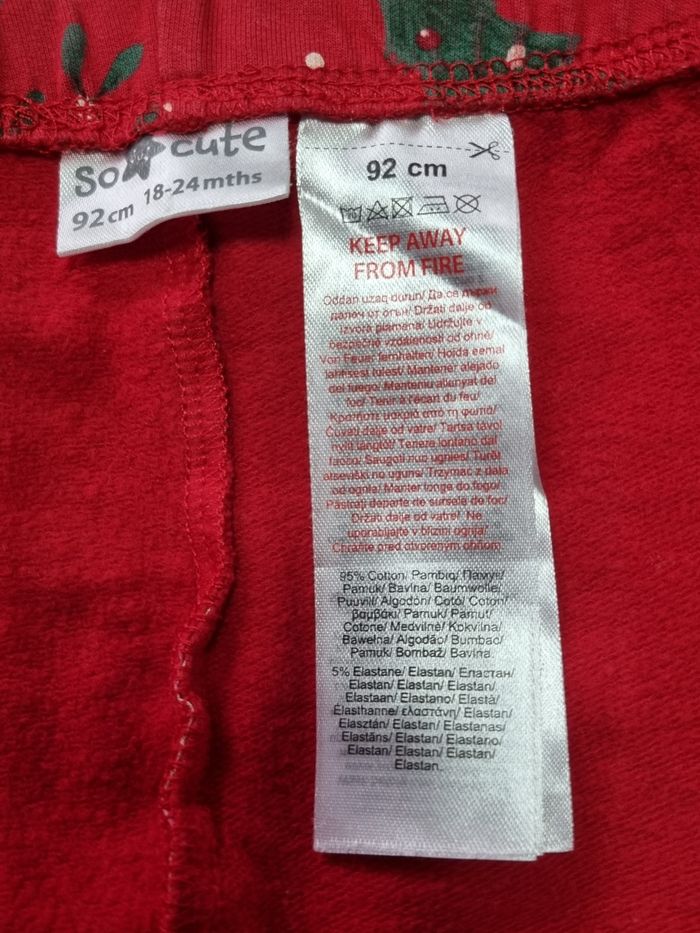 so cute
92cm 18-24mths
92 cm
KEEP AWAY
FROM FIRE
Oddan uzaq durun/ Да се държи
далеч от огън/ Držati dalje od
izvora plamena/ Udržujte v
bezpečné vzdálenosti od ohně/
Von Feuer fernhalten/ Hoida eemal
lahtisest tulest/ Mantener alejado
del fuego/ Manteniu allunyat del
foc/ Tenir à l'écart du feu/
Κρατήστε μακριά από τη φωτιά/
Čuvati dalje od vatre/ Tartsa távol
nyílt lángtól/ Tenere lontano dal
fuoco/ Saugoti nuo ugnies/ Turēt
atsevišķi no uguns/ Trzymać z dala
od ognia/ Manter longe do fogo/
Păstrați departe de sursele de foc/
Držati dalje od vatre/ Ne
uporabljajte v bližini ognja/
Chráňte pred otvoreným ohňom.
95% Cotton/ Pambıq/ Памук/
Pamuk/ Bavlna/ Baumwolle/
Puuvill/ Algodón/ Cotó/ Coton/
βαμβάκι/ Pamuk/ Pamut/
Cotone/ Medvilnė/ Kokvilna/
Bawełna/ Algodão/ Bumbac/
Pamuk/ Bombaž/ Bavlna.
5% Elastane/ Elastan/ Еластан/
Elastan/ Elastan/ Elastan/
Elastaan/ Elastano/ Elastà/
Élasthanne/ ελαστάνη/ Elastan/
Elasztán/ Elastan/ Elastanas/
Elastāns/ Elastan/ Elastano/
Elastan/ Elastan/ Elastan/
Elastan.